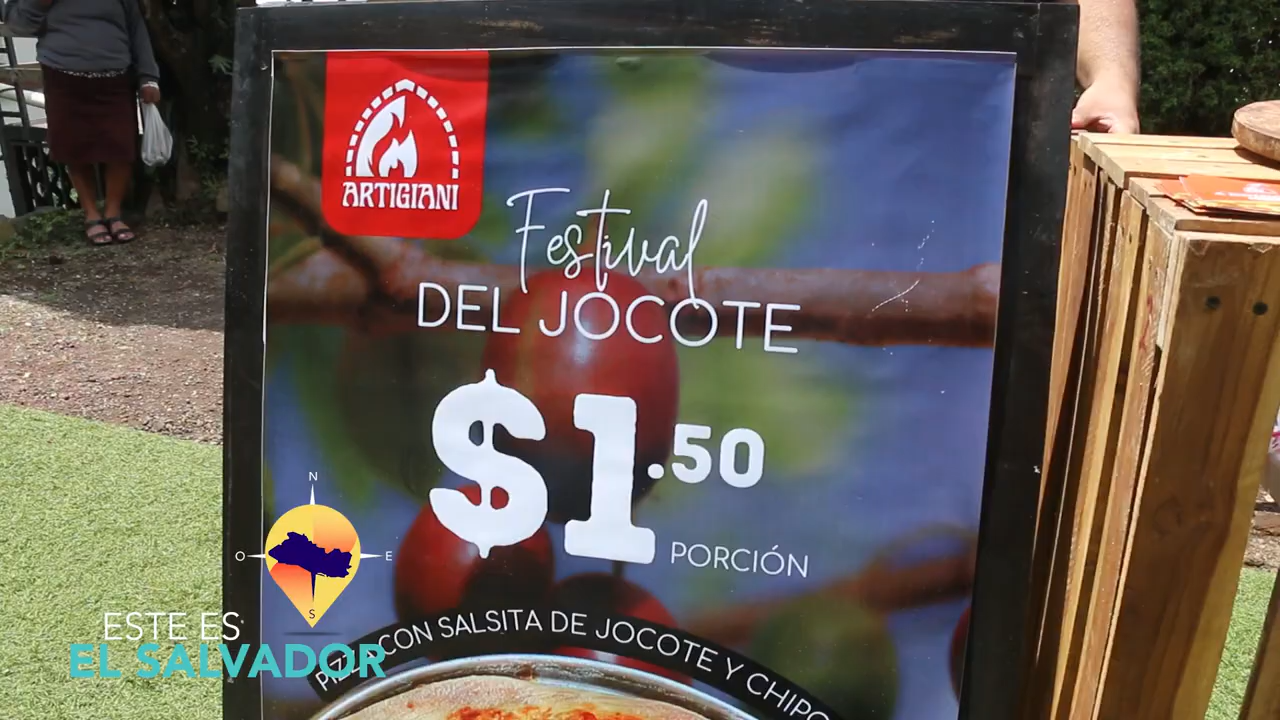 ARTIGIANI
Festival
DEL JOCOTE
$1.50
PORCIÓN
CON SALSITA DE JOCOTE Y
N
O E
S
ESTE ES
EL SALVADOR